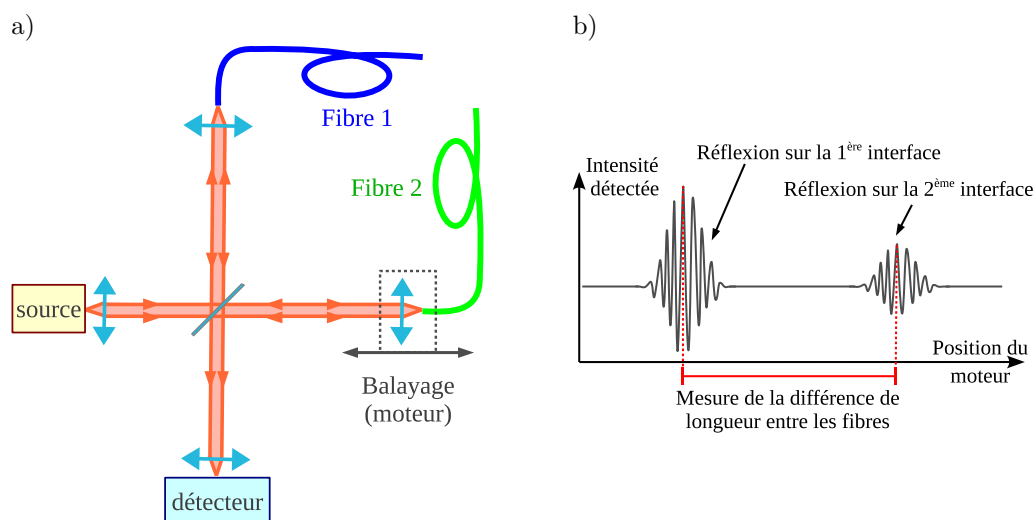 a)
Fibre 1
Fibre 2
source
Balayage
(moteur)
détecteur
b)
Intensité
détectée
Réflexion sur la 1ère interface
Réflexion sur la 2ème interface
Position du
moteur
Mesure de la différence de
longueur entre les fibres